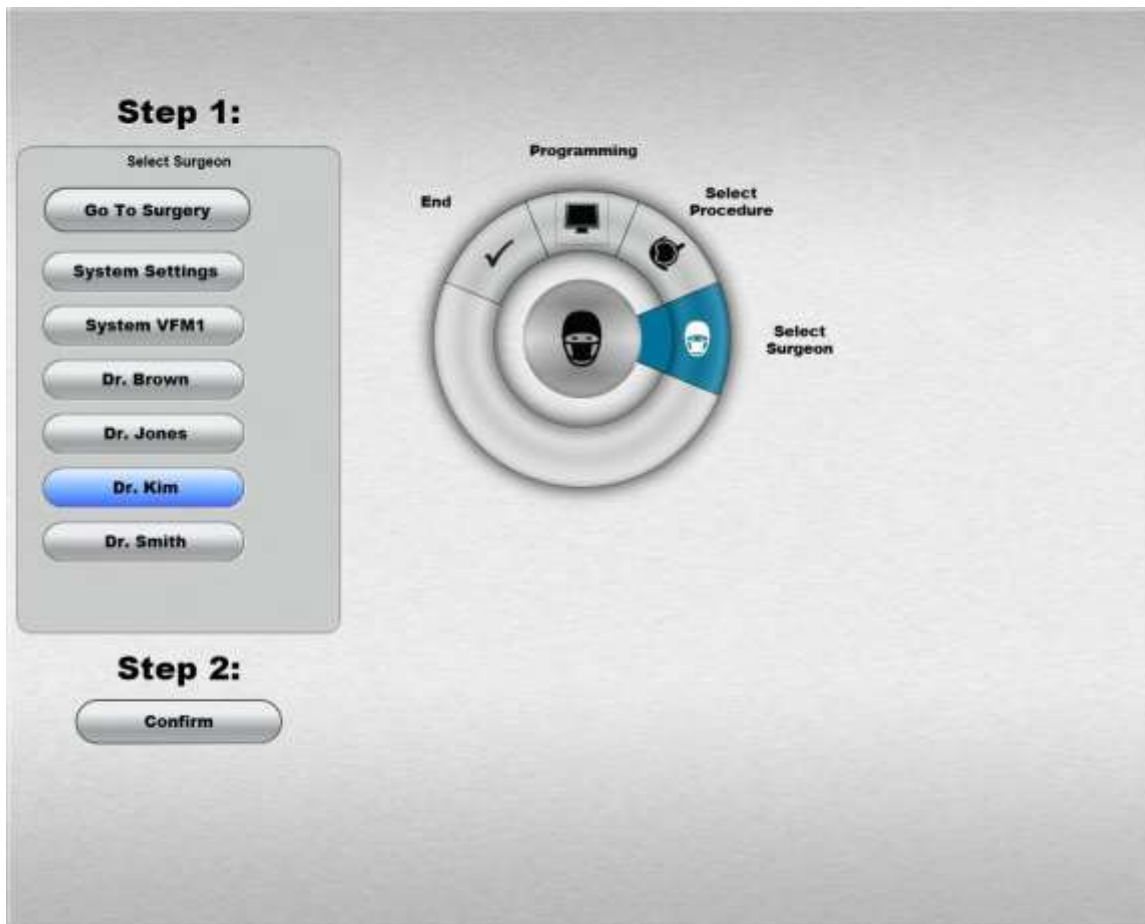 Step 1:
Select Surgeon
Go To Surgery
System Settings
System VFM1
Dr. Brown
Dr. Jones
Dr. Kim
Dr. Smith
Step 2:
Confirm
Programming
End
Select
Procedure
Select
Surgeon